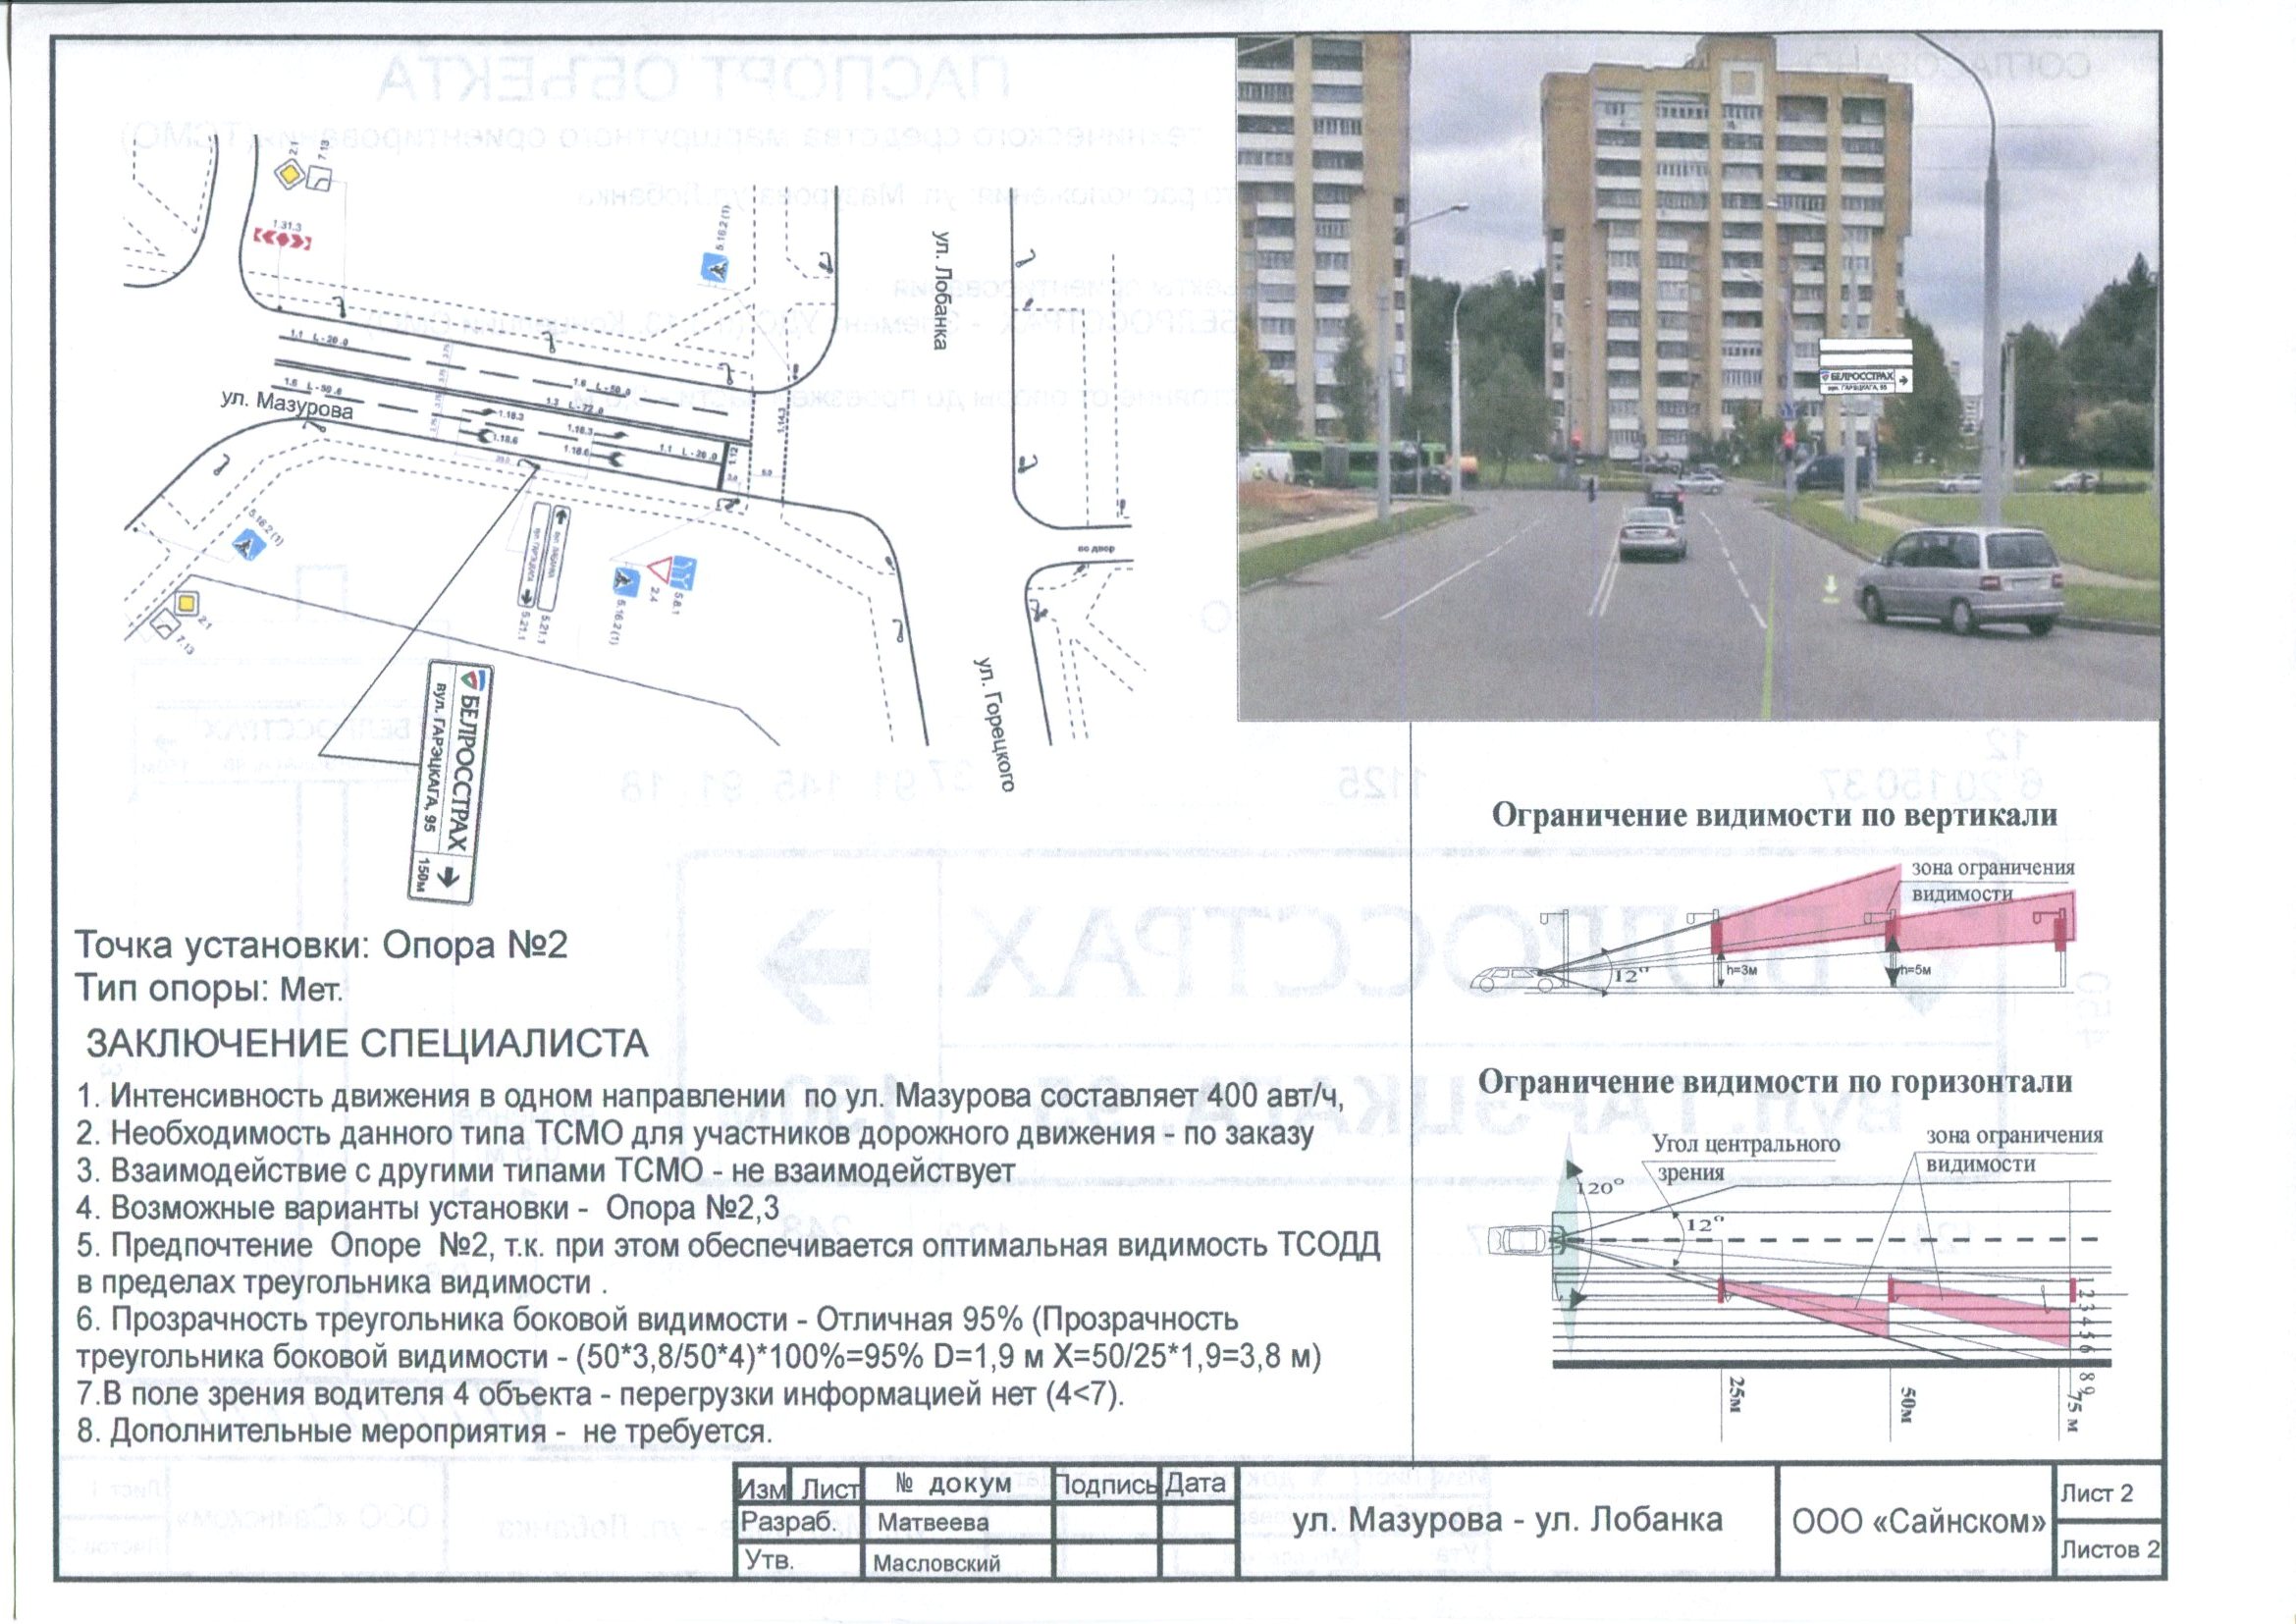 2.1
7.13
1.31.3
5.16.2 (1)
ул. Лобанка
1.1 L - 20.0
1.6 L - 50.0
1.3 L - 72.0
1.6 L - 50.0
ул. Мазурова
1.18.3
1.18.3
1.18.6
1.18.6
1.1 L - 20.0
1.12
1.14.3
5.16.2 (1)
2.1
7.13
вул. ЛАБАНКА
вул. ГАРЭЦКАГА
5.21.1
5.21.1
5.16.2 (1)
2.4
5.8.1
во двор
ул. Горецкого
БЕЛРОССТРАХ
вул. ГАРЭЦКАГА, 95
150м
БЕЛРОССТРАХ
вул. ГАРЭЦКАГА, 95
Точка установки: Опора №2
Тип опоры: Мет.
ЗАКЛЮЧЕНИЕ СПЕЦИАЛИСТА
1. Интенсивность движения в одном направлении по ул. Мазурова составляет 400 авт/ч,
2. Необходимость данного типа ТСМО для участников дорожного движения - по заказу
3. Взаимодействие с другими типами ТСМО - не взаимодействует
4. Возможные варианты установки - Опора №2,3
5. Предпочтение Опоре №2, т.к. при этом обеспечивается оптимальная видимость ТСОДД
в пределах треугольника видимости .
6. Прозрачность треугольника боковой видимости - Отличная 95% (Прозрачность
треугольника боковой видимости - (50*3,8/50*4)*100%=95% D=1,9 м X=50/25*1,9=3,8 м)
7.В поле зрения водителя 4 объекта - перегрузки информацией нет (4<7).
8. Дополнительные мероприятия - не требуется.
Ограничение видимости по вертикали
зона ограничения
видимости
12°
h=3м
h=5м
Ограничение видимости по горизонтали
Угол центрального
зрения
зона ограничения
видимости
120°
12°
1 2 3 4 5 6
8 9
25м
50м
75 м
Изм Лист № докум Подпись Дата
Разраб. Матвеева
Утв. Масловский
ул. Мазурова - ул. Лобанка
ООО «Сайнском»
Лист 2
Листов 2